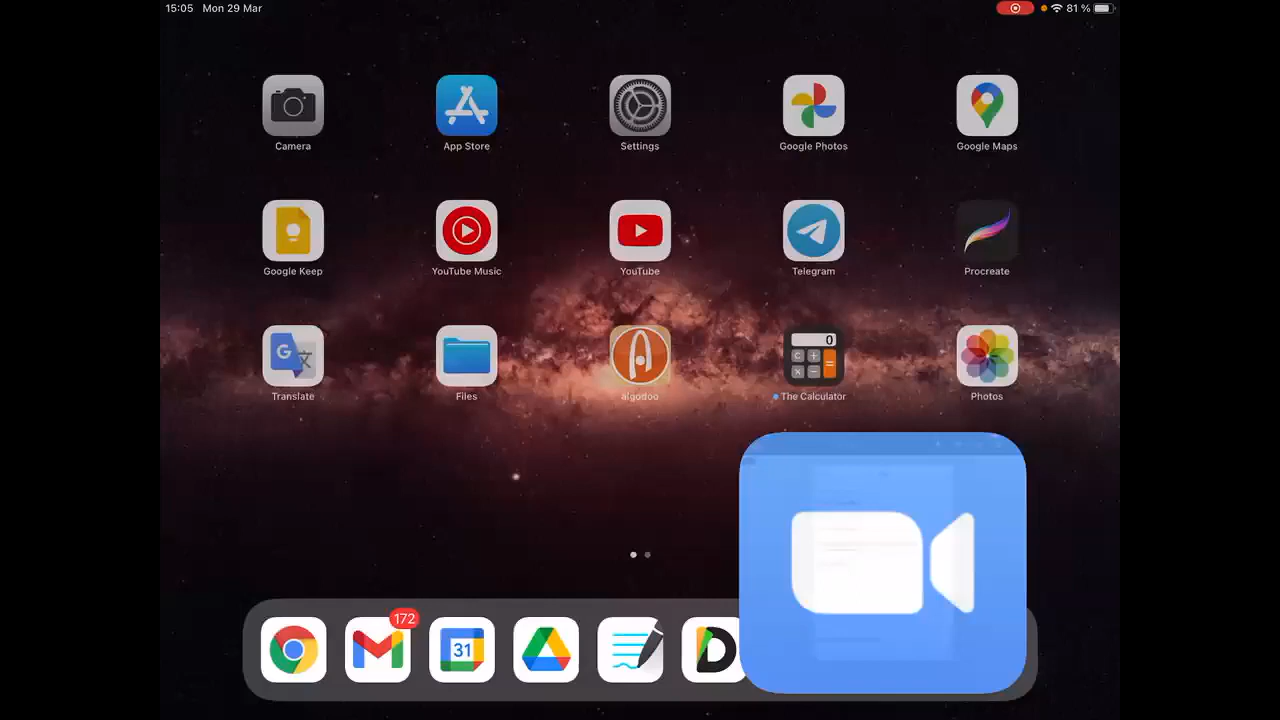 15:05 Mon 29 Mar 81 %
Camera App Store Settings Google Photos Google Maps
Google Keep YouTube Music YouTube Telegram Procreate
0
C + = × −
Translate Files algodoo The Calculator Photos
172
31